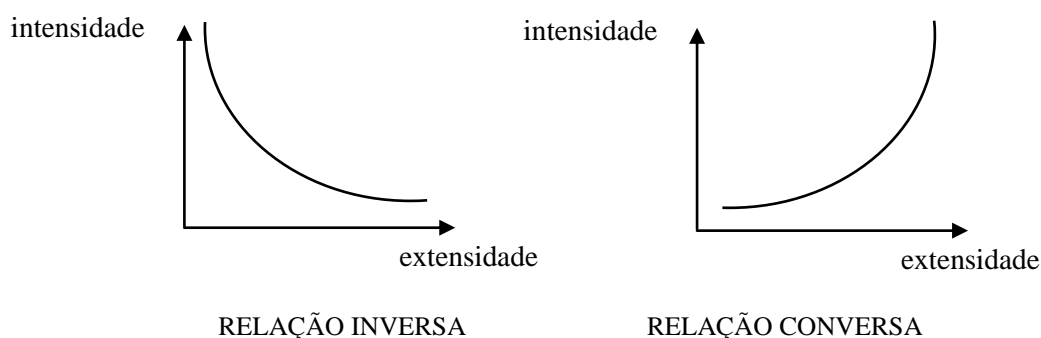 intensidade
intensidade
extensidade
extensidade
RELAÇÃO INVERSA
RELAÇÃO CONVERSA